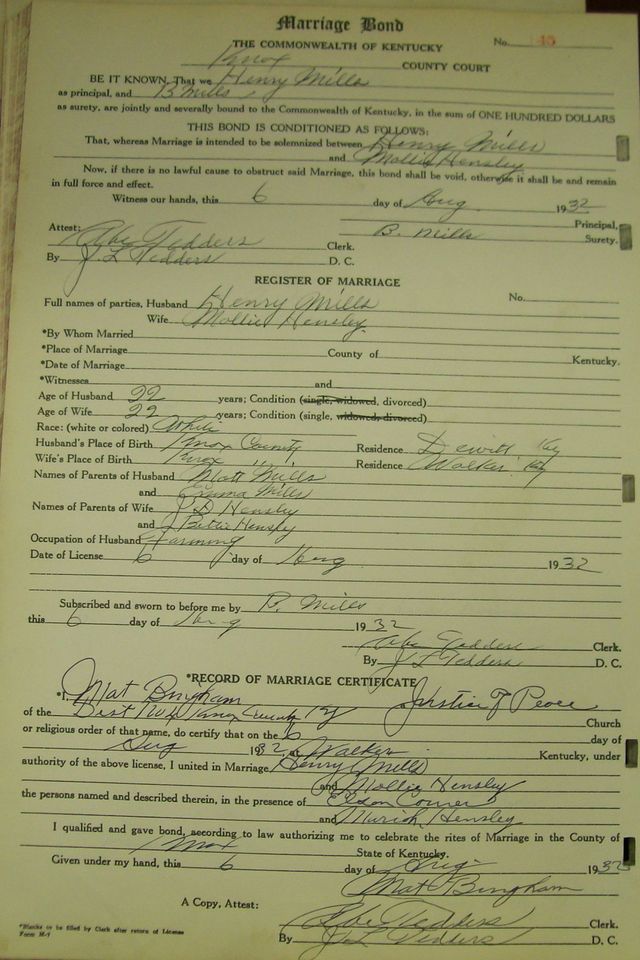 Marriage Bond
THE COMMONWEALTH OF KENTUCKY No. 45
Knox COUNTY COURT
BE IT KNOWN, That we Henry Mills
as principal, and B Mills
as surety, are jointly and severally bound to the Commonwealth of Kentucky, in the sum of ONE HUNDRED DOLLARS
THIS BOND IS CONDITIONED AS FOLLOWS:
That, whereas Marriage is intended to be solemnized between Henry Mills
and Mollie Hensley
Now, if there is no lawful cause to obstruct said Marriage, this bond shall be void, otherwise it shall be and remain
in full force and effect.
Witness our hands, this 6 day of Aug 1932
Principal,
Attest: B. Mills Surety.
Abe Tedders Clerk.
By J L Tedders D. C.
REGISTER OF MARRIAGE
Full names of parties, Husband Henry Mills No.
Wife Mollie Hensley
*By Whom Married
*Place of Marriage County of Kentucky.
*Date of Marriage
*Witnesses and
Age of Husband 22 years; Condition (single, widowed, divorced)
Age of Wife 22 years; Condition (single, widowed, divorced)
Race: (white or colored) White
Husband's Place of Birth Knox County Residence Dewitt Ky
Wife's Place of Birth Knox " Residence Walker Ky
Names of Parents of Husband Matt Mills
and Emma Mills
Names of Parents of Wife J D Hensley
and Bettie Hensley
Occupation of Husband Farming
Date of License 6 day of Aug 1932
Subscribed and sworn to before me by B. Mills
this 6 day of Aug 1932
Abe Tedders Clerk.
By J L Tedders D. C.
*RECORD OF MARRIAGE CERTIFICATE
*I, Mat Bingham Justice of Peace
of the Dist No Knox County Ky Church
or religious order of that name, do certify that on the 6 day of
Aug 1932, at Walker Kentucky, under
authority of the above license, I united in Marriage Henry Mills
and Mollie Hensley
the persons named and described therein, in the presence of
and Hensley
I qualified and gave bond, according to law authorizing me to celebrate the rites of Marriage in the County of
Knox State of Kentucky.
Given under my hand, this 6 day of Aug 1932
Mat Bingham
A Copy, Attest:
Abe Tedders Clerk.
*Blanks to be filled by Clerk after return of License
Form M-1 By J L Tedders D. C.